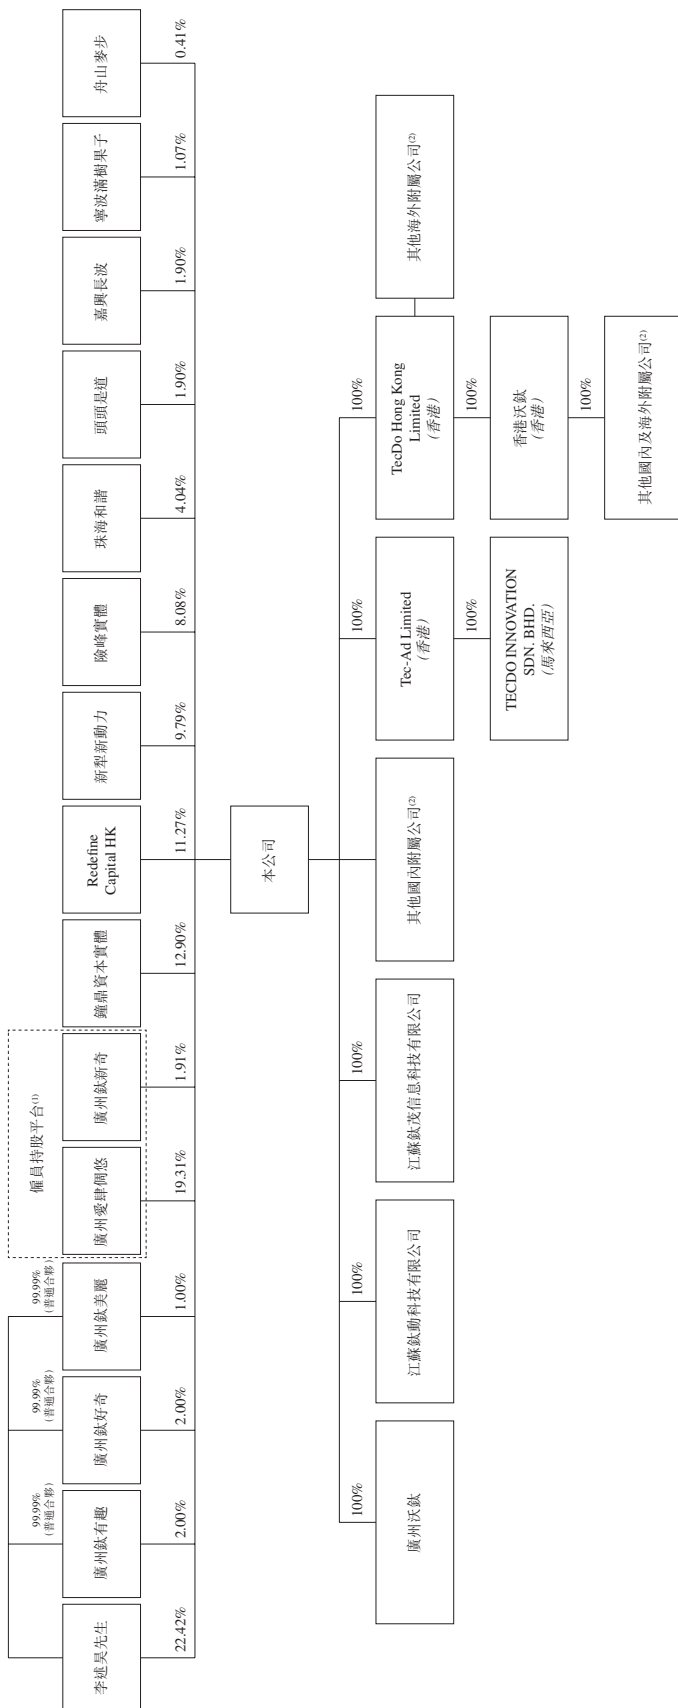 99.99%
(普通合夥)
99.99%
(普通合夥)
99.99%
(普通合夥)
僱員持股平台(1)
李述昊先生
廣州鈦有趣
廣州鈦好奇
廣州鈦美麗
廣州愛肆倜悠
廣州鈦新奇
鐘鼎資本實體
Redefine
Capital HK
新犁新動力
險峰實體
珠海和諧
頭頭是道
嘉興長波
寧波滿樹果子
舟山麥步
22.42%
2.00%
2.00%
1.00%
19.31%
1.91%
12.90%
11.27%
9.79%
8.08%
4.04%
1.90%
1.90%
1.07%
0.41%
本公司
100%
100%
100%
100%
100%
廣州沃鈦
江蘇鈦動科技有限公司
江蘇鈦茂信息科技有限公司
其他國內附屬公司(2)
Tec-Ad Limited
(香港)
TecDo Hong Kong
Limited
(香港)
其他海外附屬公司(2)
100%
100%
TECDO INNOVATION
SDN. BHD.
(馬來西亞)
香港沃鈦
(香港)
100%
其他國內及海外附屬公司(2)